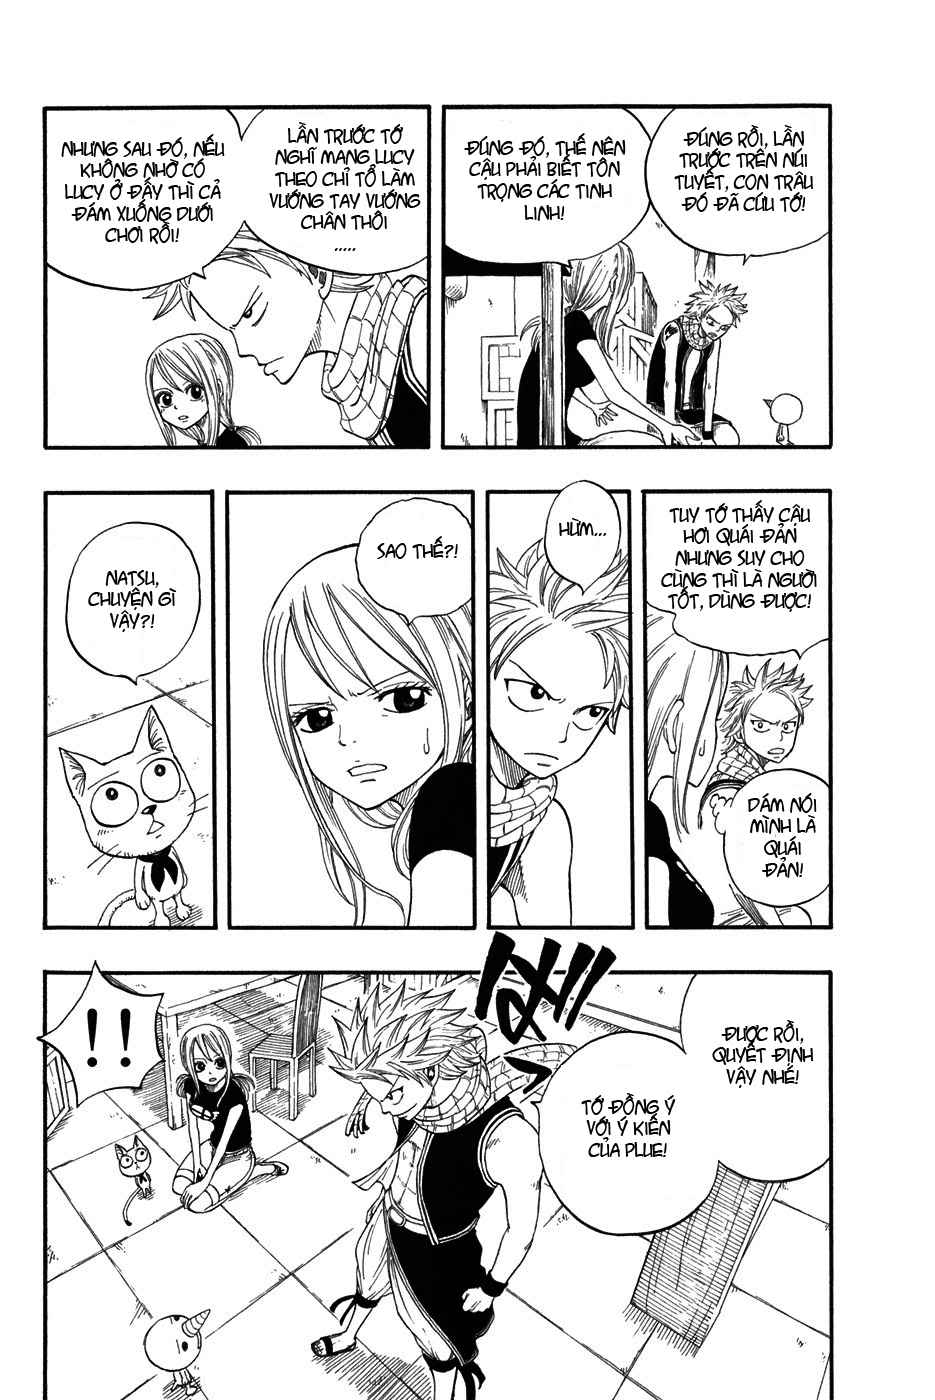 ĐÚNG RỒI, LẦN
TRƯỚC TRÊN NÚI
TUYẾT, CON TRÂU
ĐÓ ĐÃ CỨU TỚ!
ĐÚNG ĐÓ, THẾ NÊN
CẬU PHẢI BIẾT TÔN
TRỌNG CÁC TINH
LINH!
LẦN TRƯỚC TỚ
NGHĨ MANG LUCY
THEO CHỈ TỔ LÀM
VƯỚNG TAY VƯỚNG
CHÂN THÔI
.....
NHƯNG SAU ĐÓ, NẾU
KHÔNG NHỜ CÓ
LUCY Ở ĐẤY THÌ CẢ
ĐÁM XUỐNG DƯỚI
CHƠI RỒI!
TUY TỚ THẤY CẬU
HƠI QUÁI ĐẢN
NHƯNG SUY CHO
CÙNG THÌ LÀ NGƯỜI
TỐT, DÙNG ĐƯỢC!
DÁM NÓI
MÌNH LÀ
QUÁI
ĐẢN!
HỪM...
SAO THẾ?!
NATSU,
CHUYỆN GÌ
VẬY?!
ĐƯỢC RỒI,
QUYẾT ĐỊNH
VẬY NHÉ!
TỚ ĐỒNG Ý
VỚI Ý KIẾN
CỦA PLUE!
!!